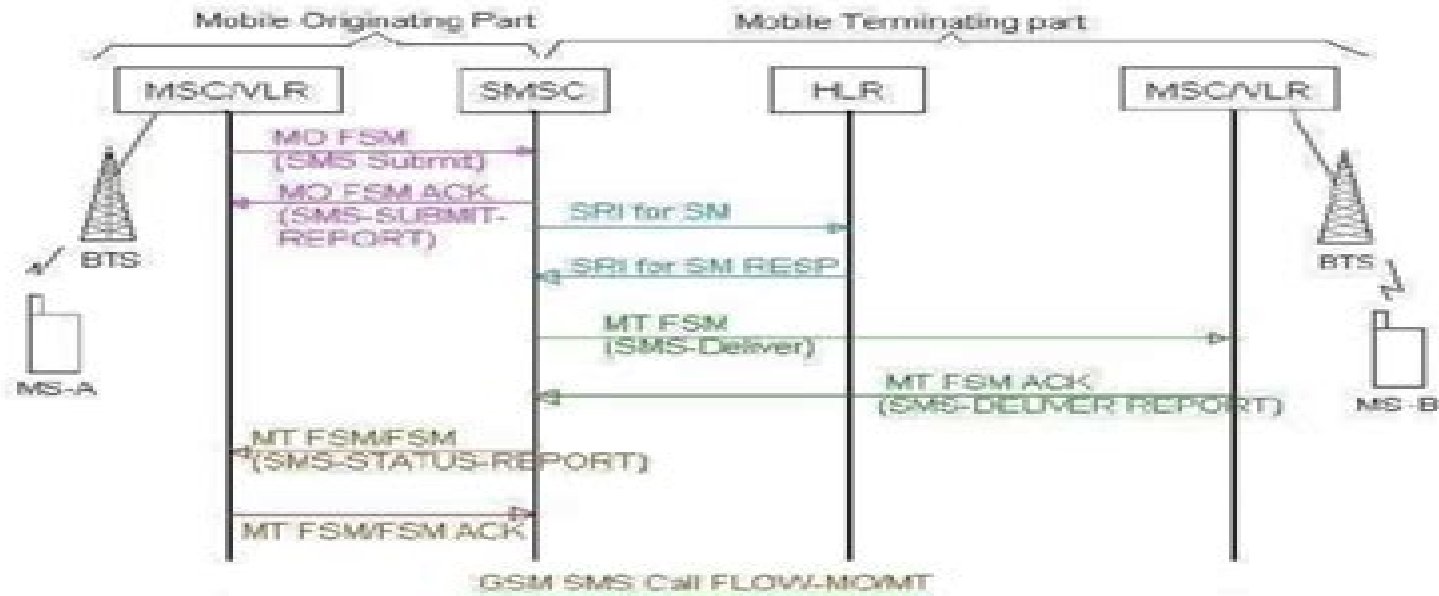 Mobile Originating Part
Mobile Terminating part
MSC/VLR
SMSC
HLR
MSC/VLR
MO FSM
(SMS Submit)
MO FSM ACK
(SMS-SUBMIT-
REPORT)
SRI for SM
BTS
BTS
SRI for SM RESP
MT FSM
(SMS-Deliver)
MS-A
MT FSM ACK
(SMS-DELIVER REPORT)
MS-B
MT FSM/FSM
(SMS-STATUS-REPORT)
MT FSM/FSM ACK
GSM SMS Call FLOW-MO/MT